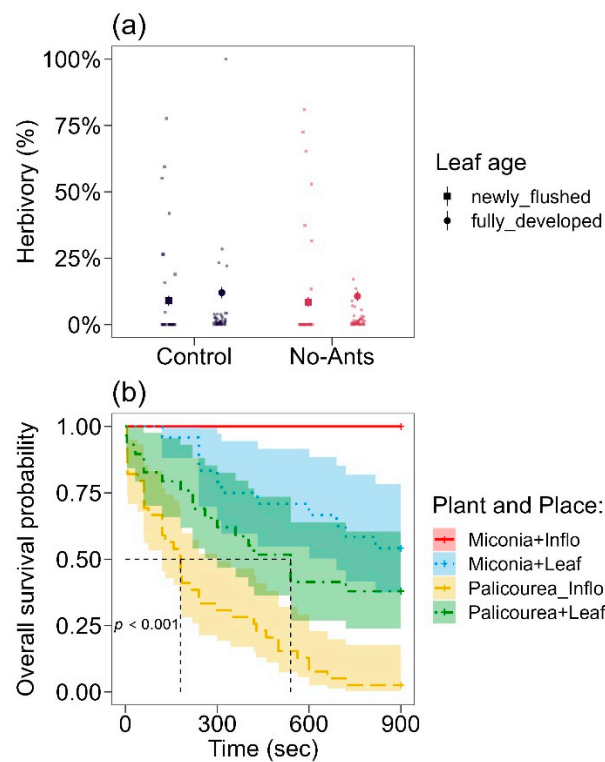 (a)
100%
75%
50%
25%
0%
Herbivory (%)
Control
No-Ants
Leaf age
newly_flushed
fully_developed
(b)
1.00
0.75
0.50
0.25
0.00
Overall survival probability
p < 0.001
0
300
600
900
Time (sec)
Plant and Place:
Miconia+Inflo
Miconia+Leaf
Palicourea_Inflo
Palicourea+Leaf